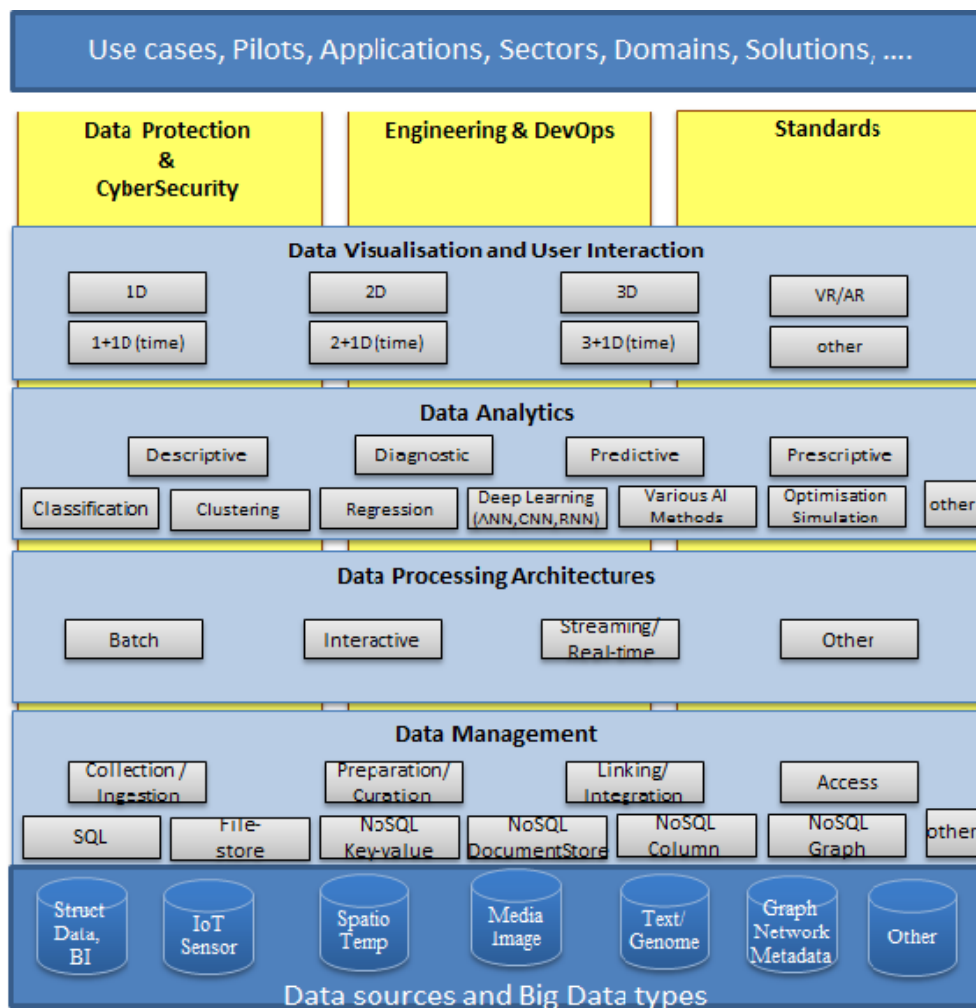 Use cases, Pilots, Applications, Sectors, Domains, Solutions, ....
Data Protection
&
CyberSecurity
Engineering & DevOps
Standards
Data Visualisation and User Interaction
1D
2D
3D
VR/AR
1+1D(time)
2+1D(time)
3+1D(time)
other
Data Analytics
Descriptive
Diagnostic
Predictive
Prescriptive
Classification
Clustering
Regression
Deep Learning
(ANN,CNN,RNN)
Various AI
Methods
Optimisation
Simulation
other
Data Processing Architectures
Batch
Interactive
Streaming/
Real-time
Other
Data Management
Collection /
Ingestion
Preparation/
Curation
Linking/
Integration
Access
SQL
File-
store
NoSQL
Key-value
NoSQL
DocumentStore
NoSQL
Column
NoSQL
Graph
other
Struct
Data,
BI
IoT
Sensor
Spatio
Temp
Media
Image
Text/
Genome
Graph
Network
Metadata
Other
Data sources and Big Data types